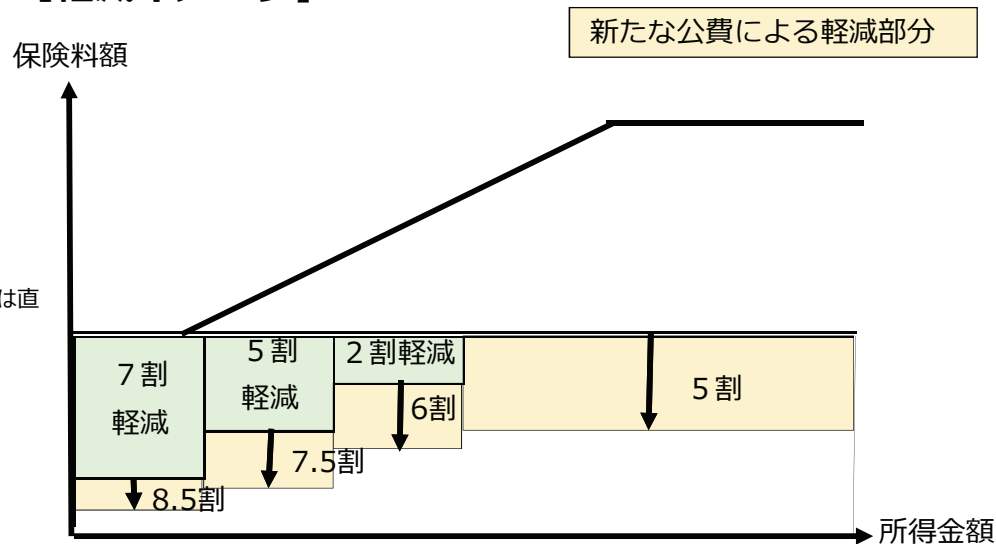 新たな公費による軽減部分
保険料額
は直
7割
軽減
5割
軽減
2割軽減
6割
5割
7.5割
8.5割
所得金額